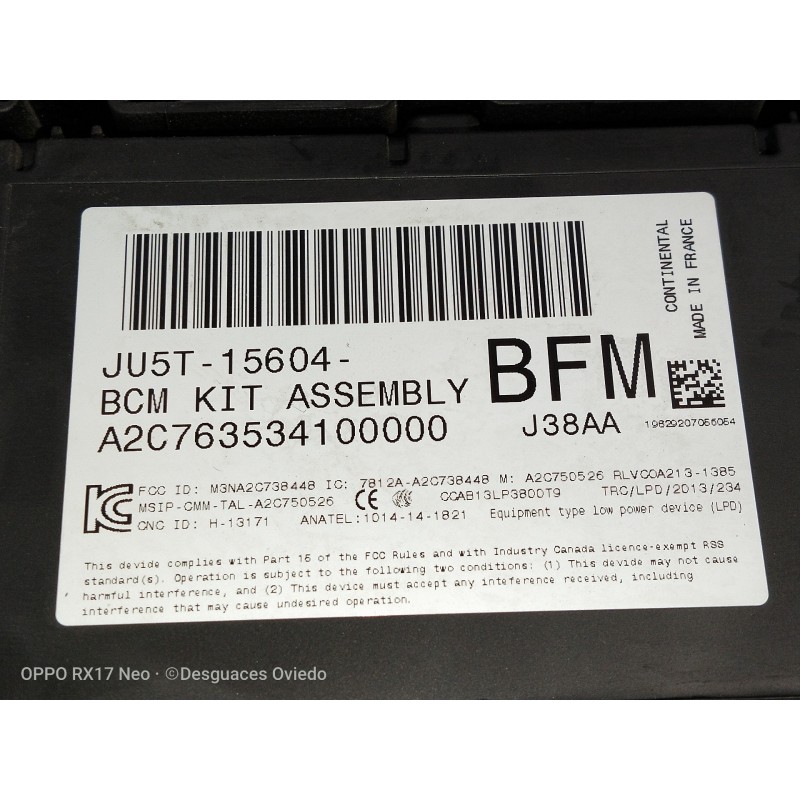 CONTINENTAL
MADE IN FRANCE
JU5T-15604-
BCM KIT ASSEMBLY
BFM
A2C763534100000
J38AA
19829207056054
FCC ID: M3NA2C738448 IC: 7812A-A2C738448 M: A2C750526 RLVCOA213-1385
MSIP-CMM-TAL-A2C750526 CE CCAB13LP3800T9 TRC/LPD/2013/234
CNC ID: H-13171 ANATEL:1014-14-1821 Equipment type low power device (LPD)
This device complies with Part 15 of the FCC Rules and with Industry Canada licence-exempt RSS
standard(s). Operation is subject to the following two conditions: (1) This device may not cause
harmful interference, and (2) This device must accept any interference received, including
interference that may cause undesired operation.
OPPO RX17 Neo · ©Desguaces Oviedo